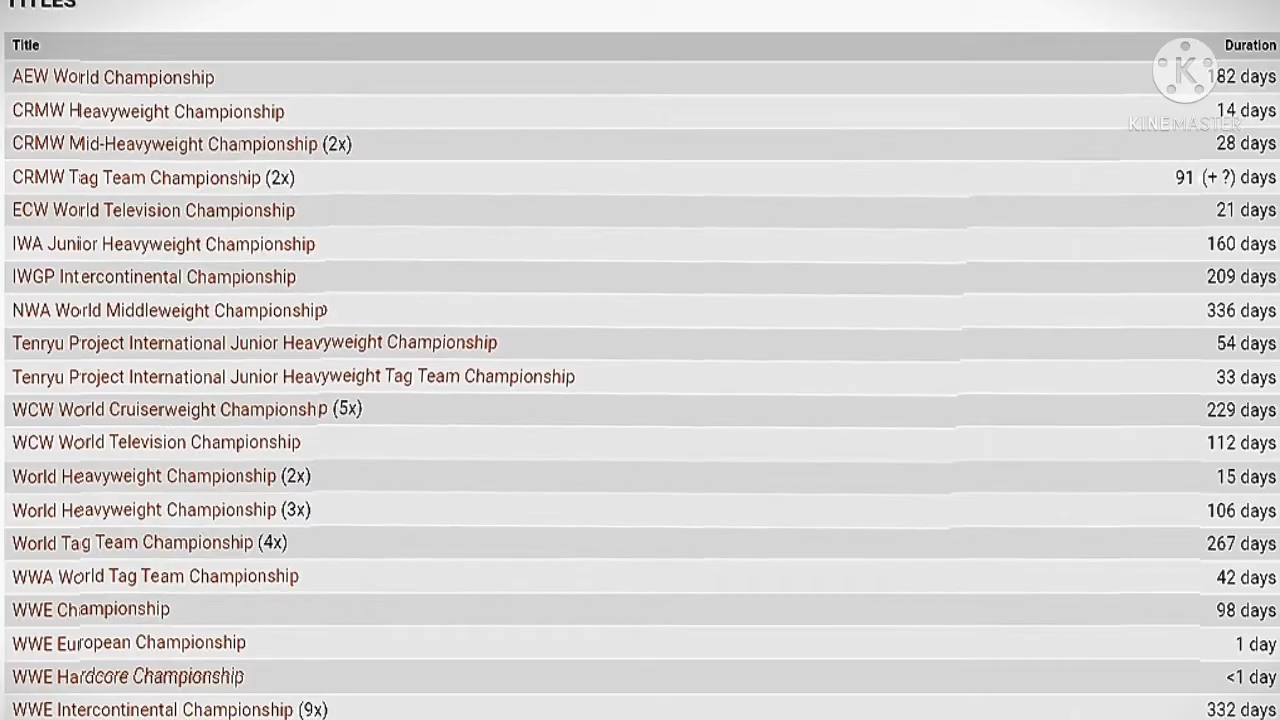 TITLES
Title Duration
AEW World Championship 182 days
CRMW Heavyweight Championship 14 days
KINEMASTER
CRMW Mid-Heavyweight Championship (2x) 28 days
CRMW Tag Team Championship (2x) 91 (+ ?) days
ECW World Television Championship 21 days
IWA Junior Heavyweight Championship 160 days
IWGP Intercontinental Championship 209 days
NWA World Middleweight Championship 336 days
Tenryu Project International Junior Heavyweight Championship 54 days
Tenryu Project International Junior Heavyweight Tag Team Championship 33 days
WCW World Cruiserweight Championship (5x) 229 days
WCW World Television Championship 112 days
World Heavyweight Championship (2x) 15 days
World Heavyweight Championship (3x) 106 days
World Tag Team Championship (4x) 267 days
WWA World Tag Team Championship 42 days
WWE Championship 98 days
WWE European Championship 1 day
WWE Hardcore Championship <1 day
WWE Intercontinental Championship (9x) 332 days